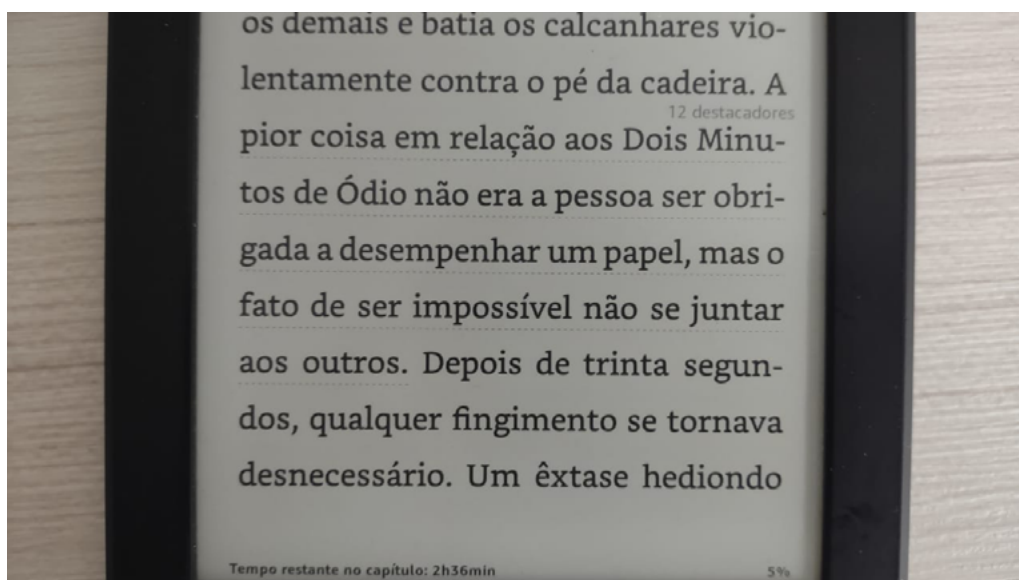 os demais e batia os calcanhares vio-
lentamente contra o pé da cadeira. A
12 destacadores
pior coisa em relação aos Dois Minu-
tos de Ódio não era a pessoa ser obri-
gada a desempenhar um papel, mas o
fato de ser impossível não se juntar
aos outros. Depois de trinta segun-
dos, qualquer fingimento se tornava
desnecessário. Um êxtase hediondo
Tempo restante no capítulo: 2h36min
5%